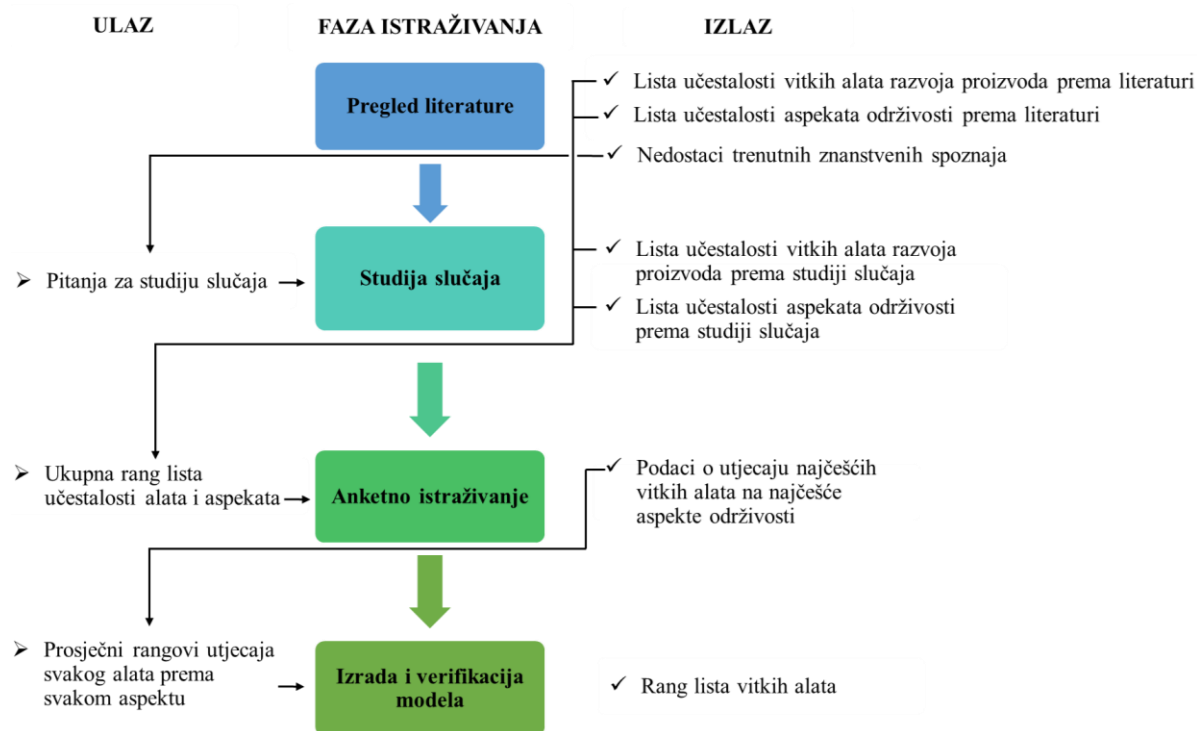 ULAZ
FAZA ISTRAŽIVANJA
IZLAZ
Pregled literature
Lista učestalosti vitkih alata razvoja proizvoda prema literaturi
Lista učestalosti aspekata održivosti prema literaturi
Nedostaci trenutnih znanstvenih spoznaja
Pitanja za studiju slučaja
Studija slučaja
Lista učestalosti vitkih alata razvoja
proizvoda prema studiji slučaja
Lista učestalosti aspekata održivosti
prema studiji slučaja
Ukupna rang lista
učestalosti alata i aspekata
Anketno istraživanje
Podaci o utjecaju najčešćih
vitkih alata na najčešće
aspekte održivosti
Prosječni rangovi utjecaja
svakog alata prema
svakom aspektu
Izrada i verifikacija
modela
Rang lista vitkih alata